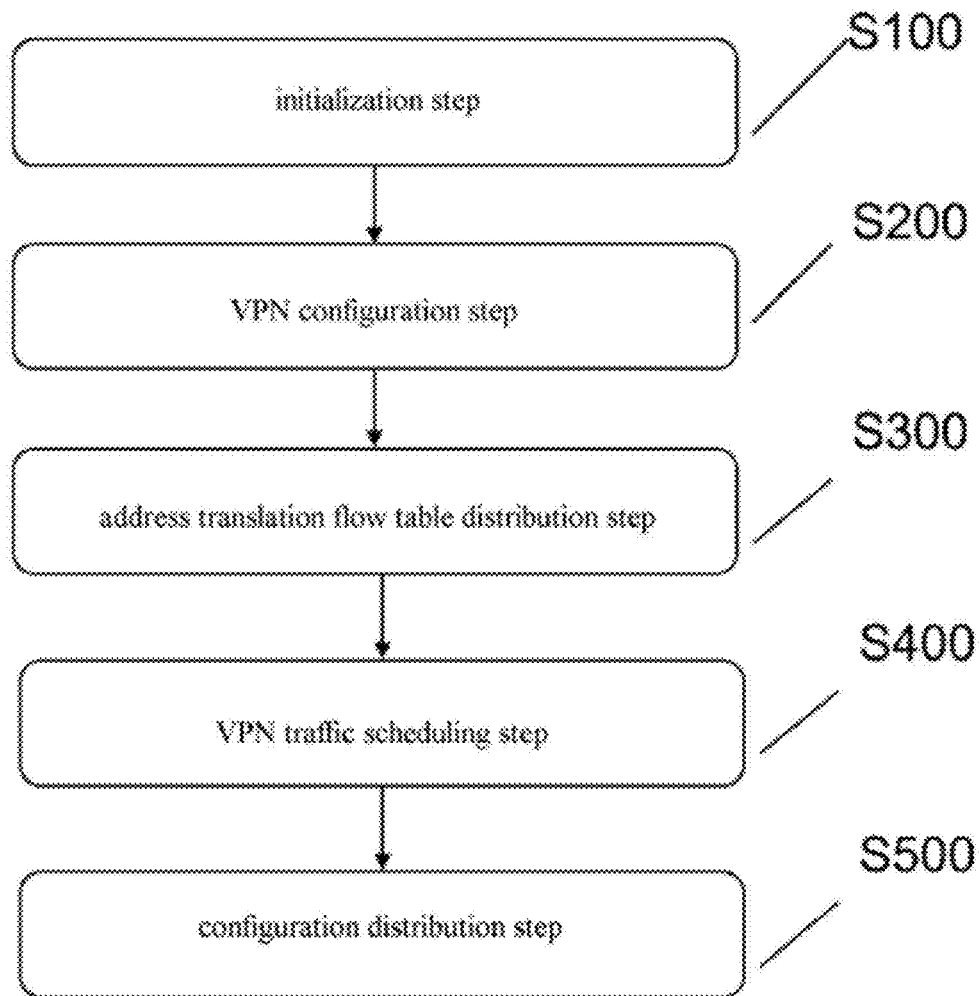 S100
initialization step
S200
VPN configuration step
S300
address translation flow table distribution step
S400
VPN traffic scheduling step
S500
configuration distribution step